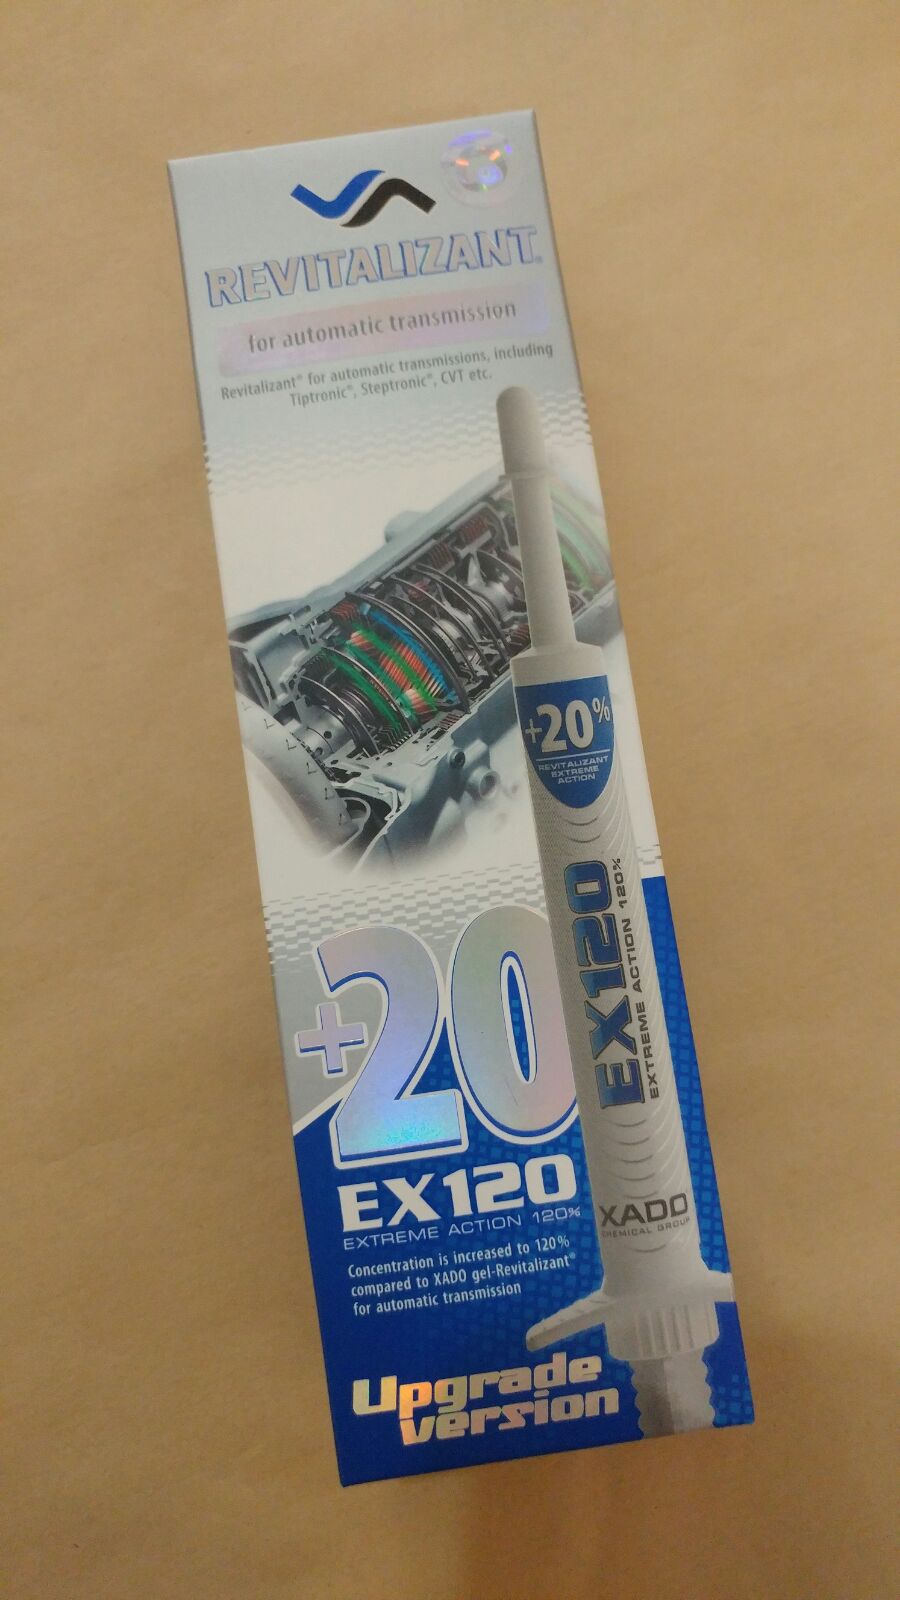 REVITALIZANT®
for automatic transmission
Revitalizant® for automatic transmissions, including
Tiptronic®, Steptronic®, CVT etc.
+20%
REVITALIZANT
EXTREME
ACTION
EX120
EXTREME ACTION 120%
XADO
CHEMICAL GROUP
+20
EX120
EXTREME ACTION 120%
Concentration is increased to 120%
compared to XADO gel-Revitalizant®
for automatic transmission
Upgrade
version